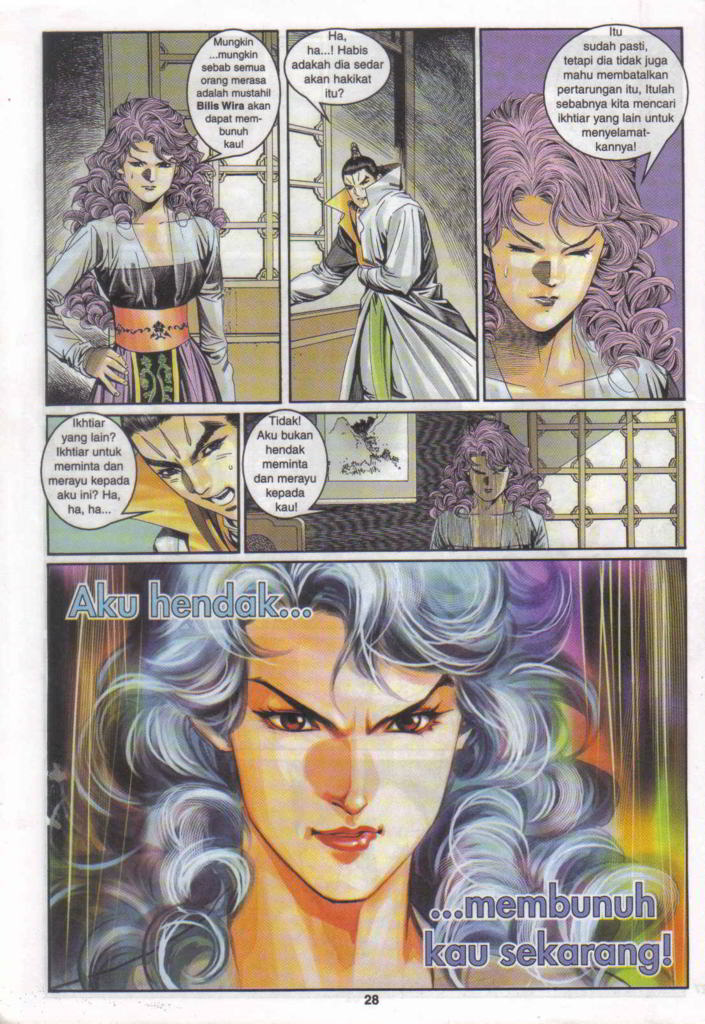 Mungkin
...mungkin
sebab semua
orang merasa
adalah mustahil
Bilis Wira akan
dapat mem-
bunuh
kau!
Ha,
ha...! Habis
adakah dia sedar
akan hakikat
itu?
Itu
sudah pasti,
tetapi dia tidak juga
mahu membatalkan
pertarungan itu, Itulah
sebabnya kita mencari
ikhtiar yang lain untuk
menyelamat-
kannya!
Ikhtiar
yang lain?
Ikhtiar untuk
meminta dan
merayu kepada
aku ini? Ha,
ha, ha...
Tidak!
Aku bukan
hendak
meminta
dan merayu
kepada
kau!
Aku hendak...
...membunuh
kau sekarang!
28